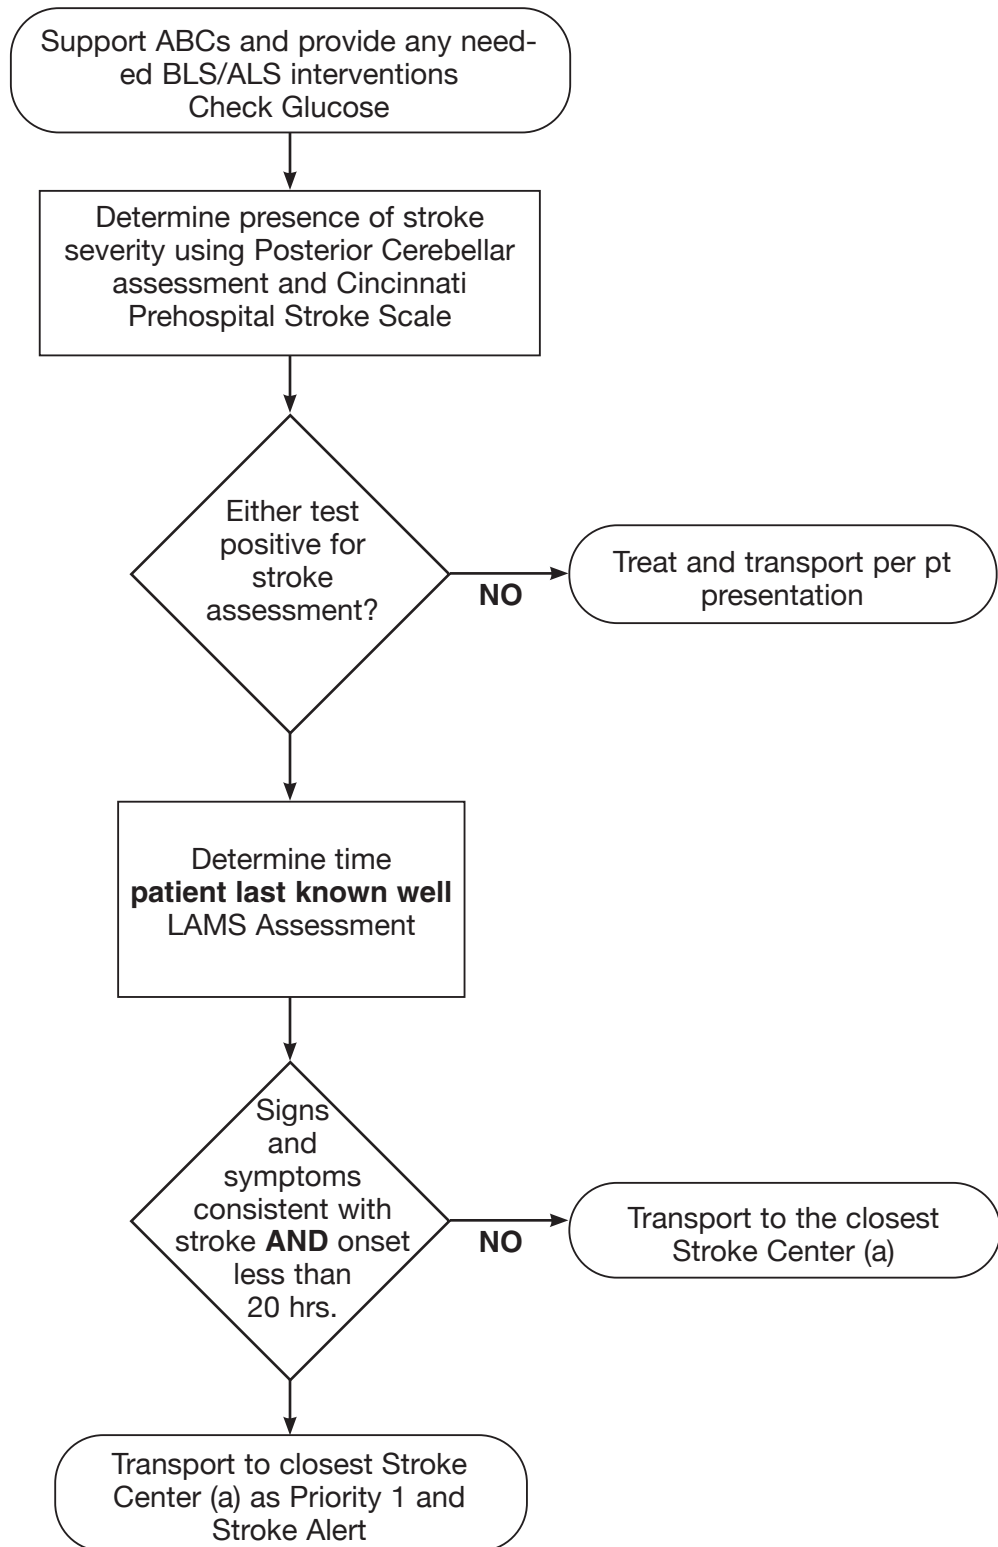 Support ABCs and provide any need-
ed BLS/ALS interventions
Check Glucose
Determine presence of stroke
severity using Posterior Cerebellar
assessment and Cincinnati
Prehospital Stroke Scale
Either test
positive for
stroke
assessment?
NO
Treat and transport per pt
presentation
Determine time
patient last known well
LAMS Assessment
Signs
and
symptoms
consistent with
stroke AND onset
less than
20 hrs.
NO
Transport to the closest
Stroke Center (a)
Transport to closest Stroke
Center (a) as Priority 1 and
Stroke Alert